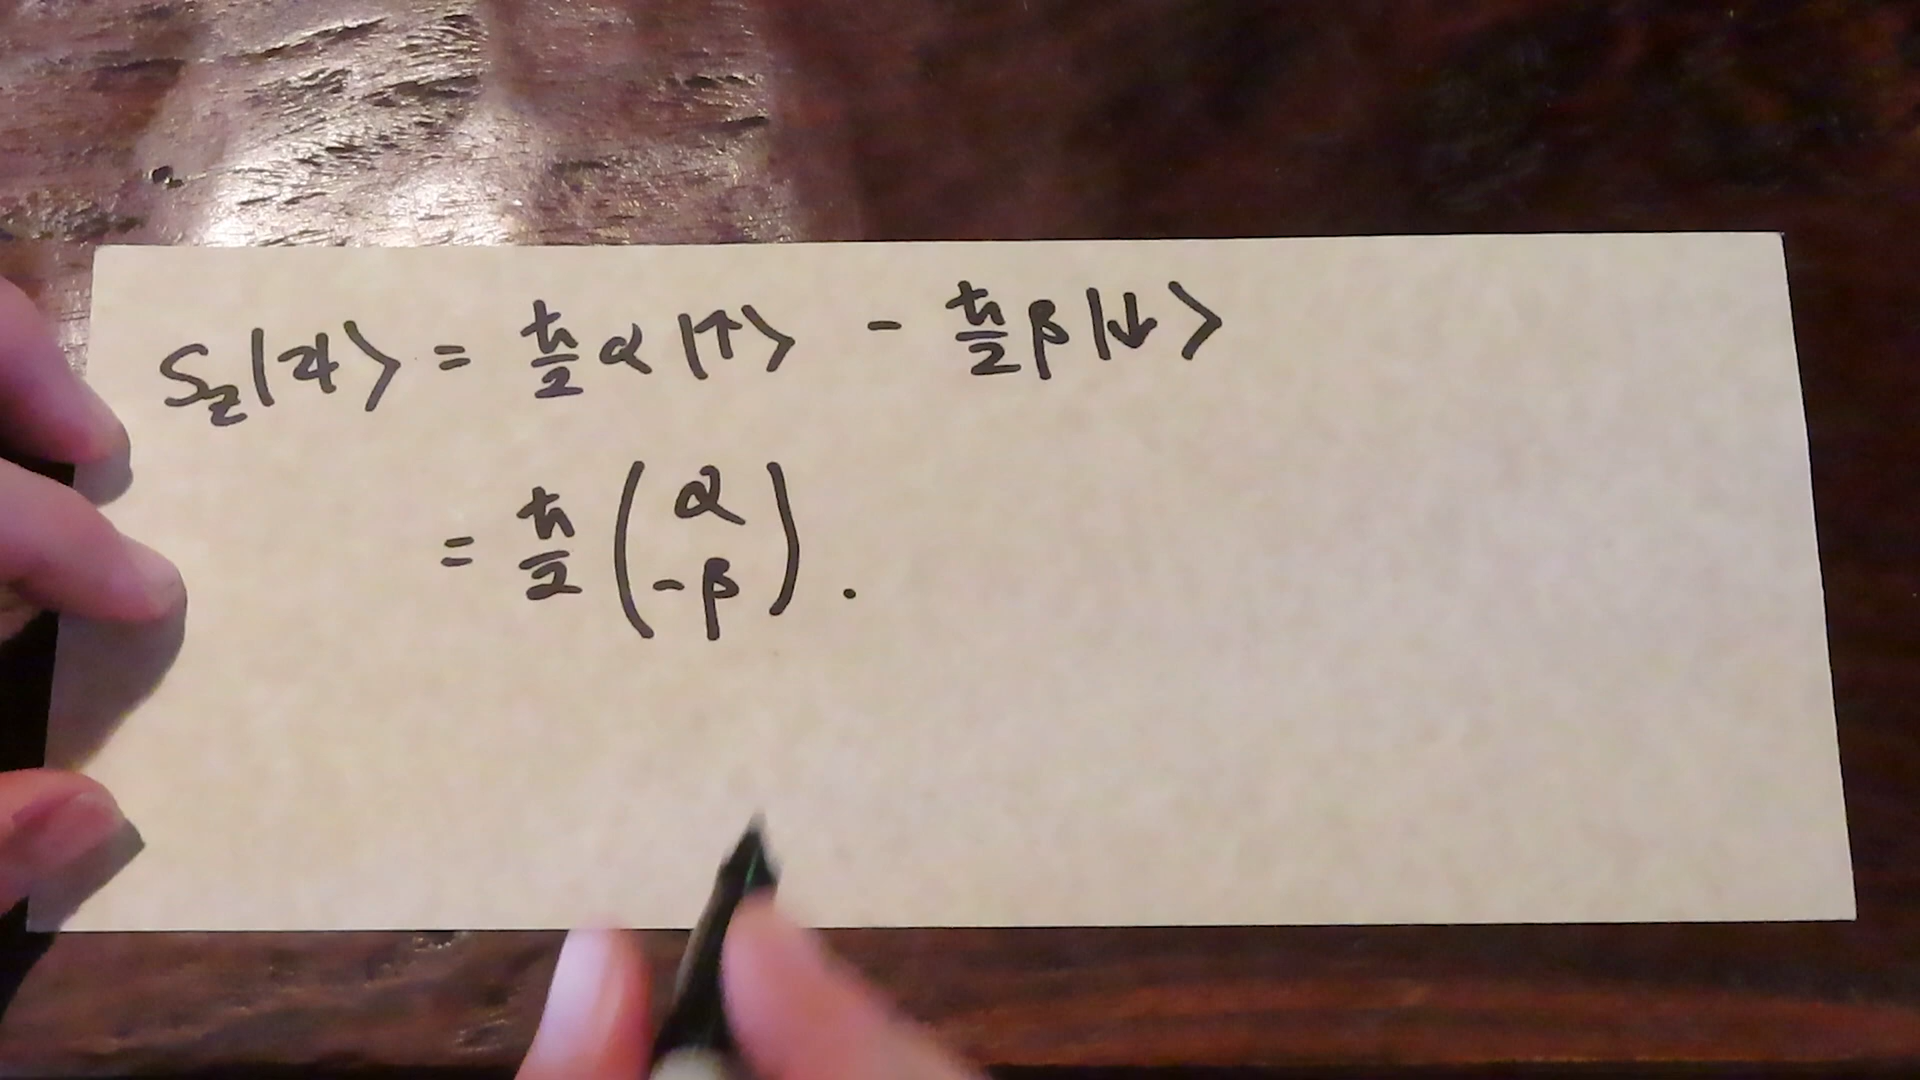 S_z|ψ⟩ = ℏ/2 α |↑⟩ - ℏ/2 β |↓⟩
= ℏ/2 ( α -β ) .